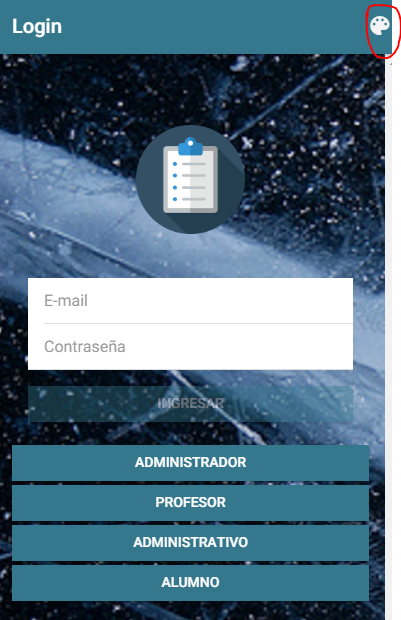 Login
E-mail
Contraseña
INGRESAR
ADMINISTRADOR
PROFESOR
ADMINISTRATIVO
ALUMNO